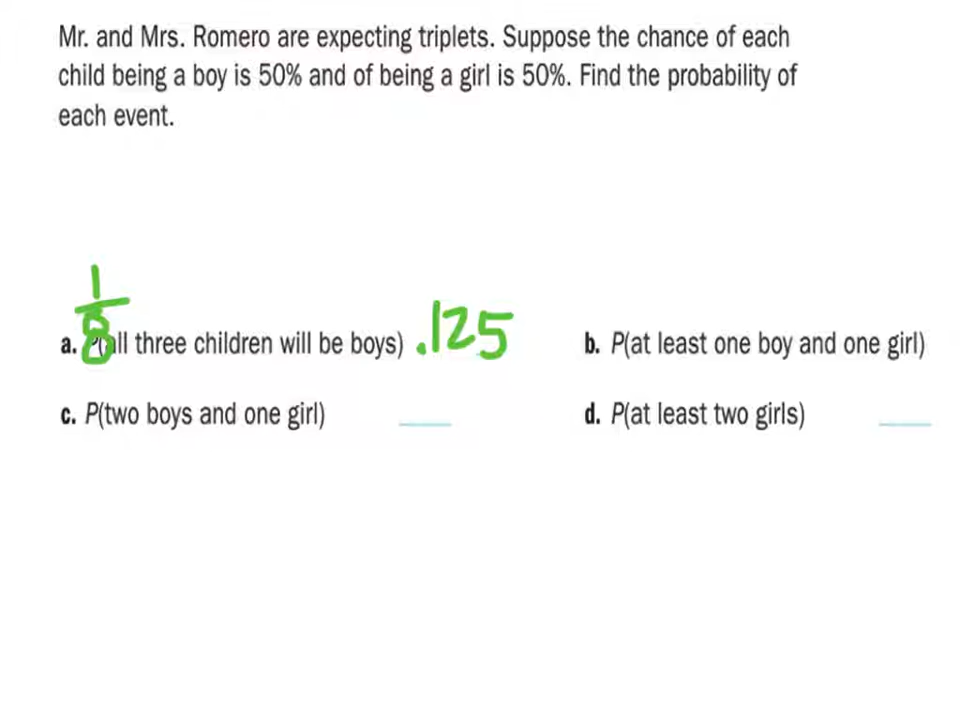 Mr. and Mrs. Romero are expecting triplets. Suppose the chance of each
child being a boy is 50% and of being a girl is 50%. Find the probability of
each event.
1/8
a. P(all three children will be boys) .125
b. P(at least one boy and one girl)
c. P(two boys and one girl)
d. P(at least two girls)